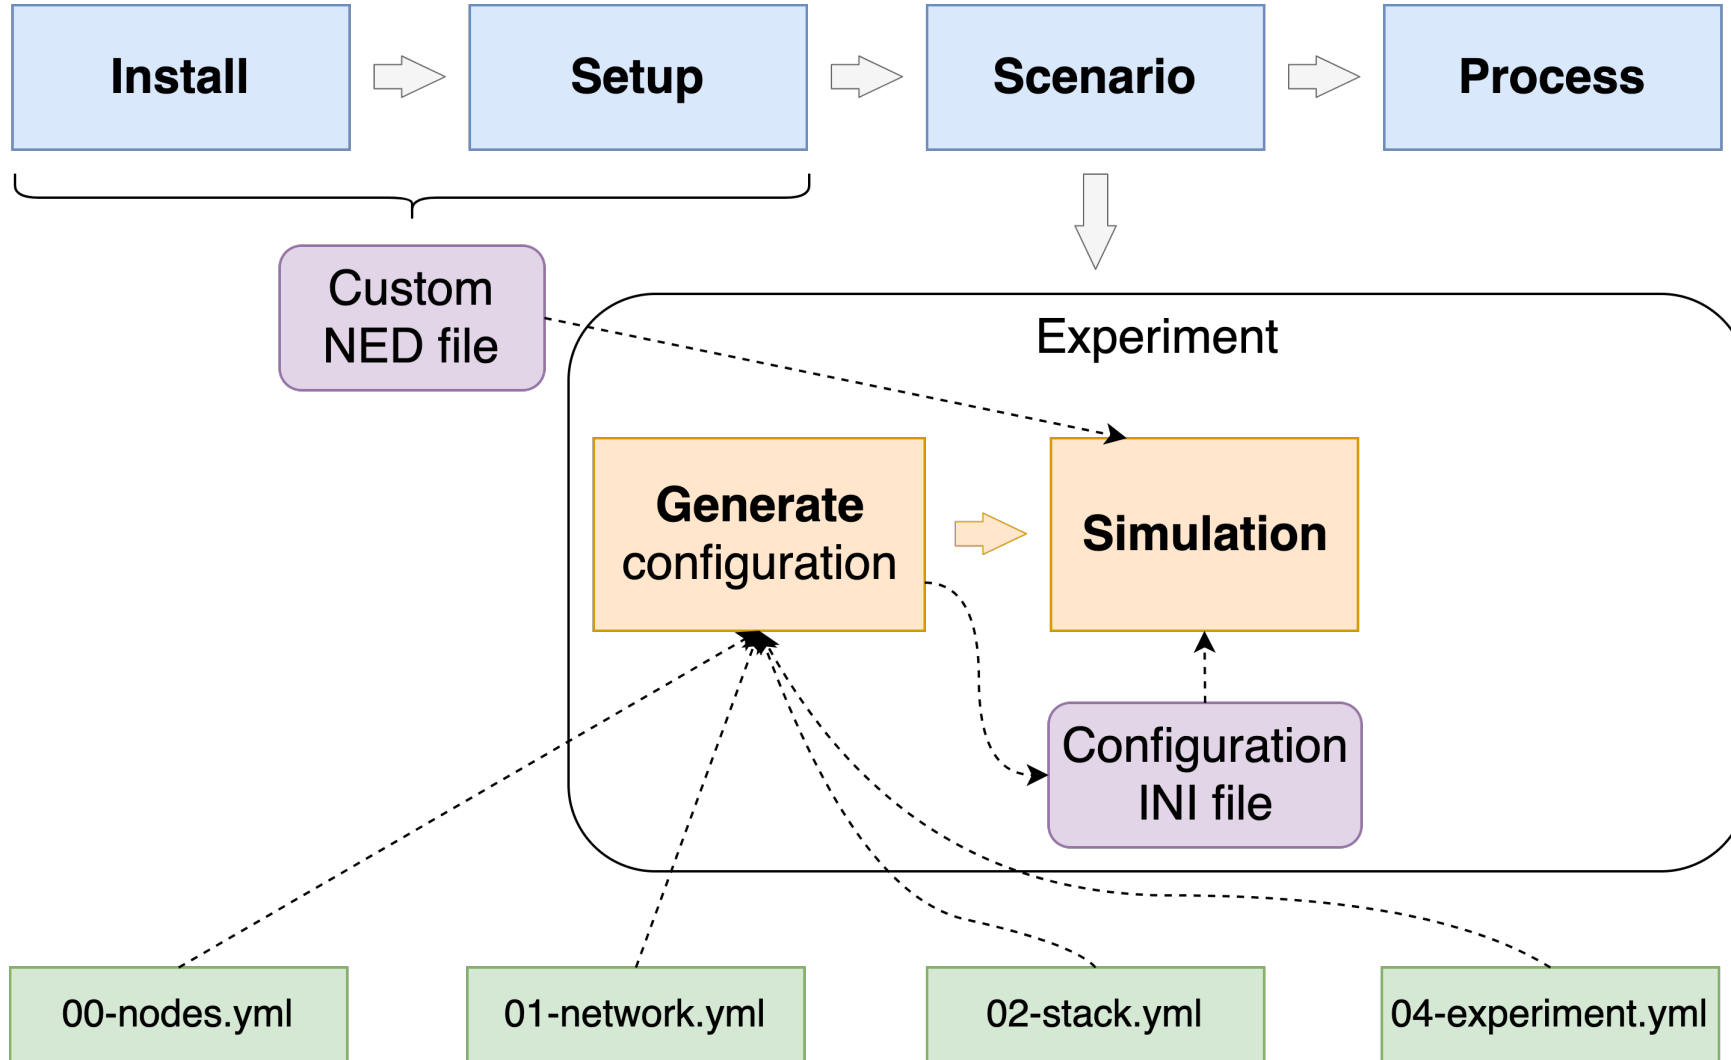 Install
Setup
Scenario
Process
Custom
NED file
Experiment
Generate
configuration
Simulation
Configuration
INI file
00-nodes.yml
01-network.yml
02-stack.yml
04-experiment.yml